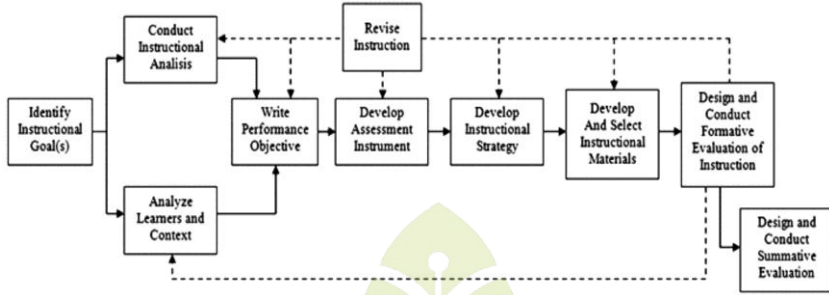 Identify
Instructional
Goal(s)
Conduct
Instructional
Analisis
Analyze
Learners and
Context
Revise
Instruction
Write
Performance
Objective
Develop
Assessment
Instrument
Develop
Instructional
Strategy
Develop
And Select
Instructional
Materials
Design and
Conduct
Formative
Evaluation of
Instruction
Design and
Conduct
Summative
Evaluation